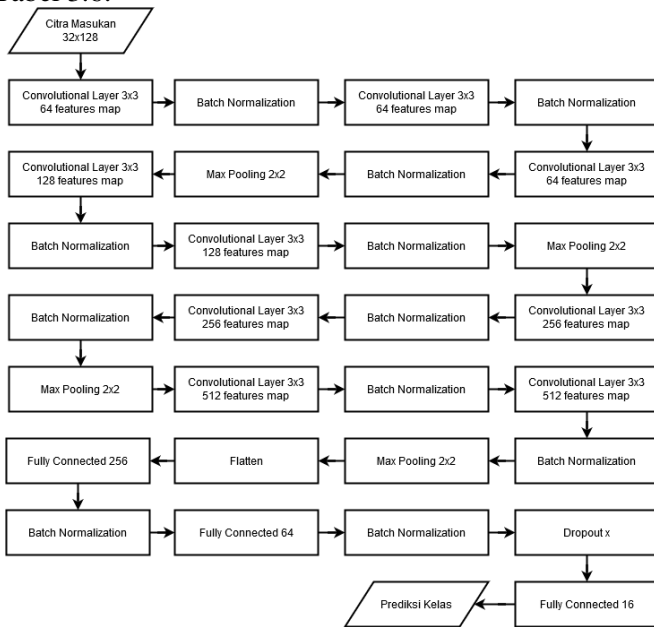 Tabel
Citra Masukan
32x128
Convolutional Layer 3x3
64 features map
Batch Normalization
Convolutional Layer 3x3
64 features map
Batch Normalization
Convolutional Layer 3x3
64 features map
Batch Normalization
Max Pooling 2x2
Convolutional Layer 3x3
128 features map
Batch Normalization
Convolutional Layer 3x3
128 features map
Batch Normalization
Max Pooling 2x2
Convolutional Layer 3x3
256 features map
Batch Normalization
Convolutional Layer 3x3
256 features map
Batch Normalization
Max Pooling 2x2
Convolutional Layer 3x3
512 features map
Batch Normalization
Convolutional Layer 3x3
512 features map
Batch Normalization
Max Pooling 2x2
Flatten
Fully Connected 256
Batch Normalization
Fully Connected 64
Batch Normalization
Dropout x
Fully Connected 16
Prediksi Kelas